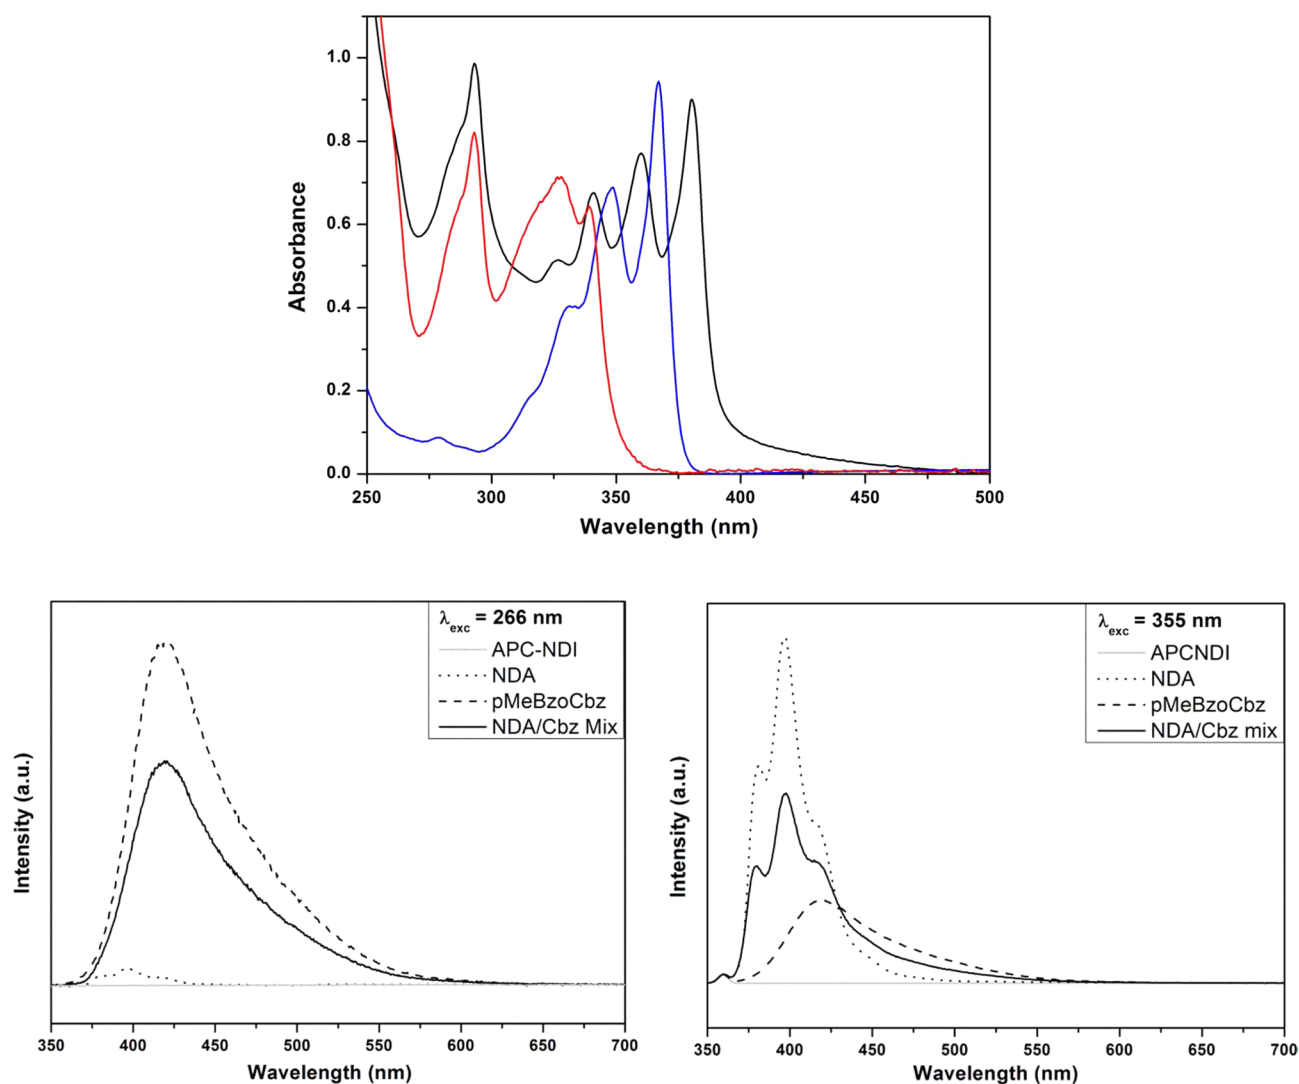 1.0
0.8
0.6
0.4
0.2
0.0
Absorbance
250 300 350 400 450 500
Wavelength (nm)
λexc = 266 nm
APC-NDI
NDA
pMeBzoCbz
NDA/Cbz Mix
Intensity (a.u.)
350 400 450 500 550 600 650 700
Wavelength (nm)
λexc = 355 nm
APCNDI
NDA
pMeBzoCbz
NDA/Cbz mix
Intensity (a.u.)
350 400 450 500 550 600 650 700
Wavelength (nm)